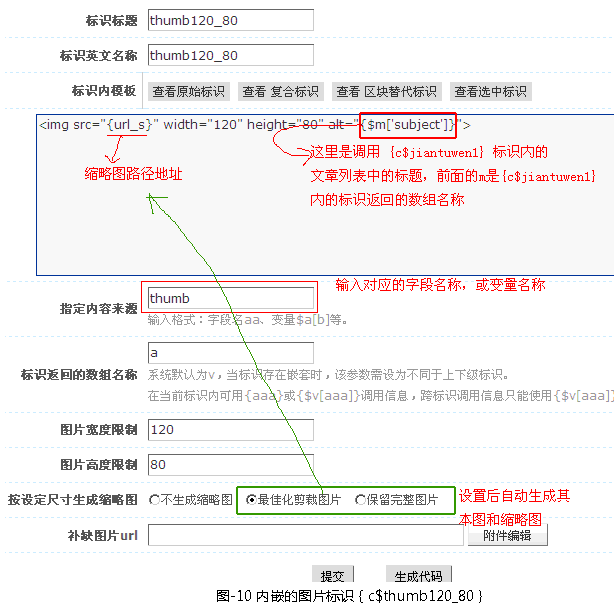 标识标题 thumb120_80
标识英文名称 thumb120_80
标识内模板 查看原始标识 查看 复合标识 查看 区块替代标识 查看选中标识
<img src="{url_s}" width="120" height="80" alt="{$m['subject']}">
缩略图路径地址
这里是调用 {c$jiantuwen1} 标识内的
文章列表中的标题，前面的m是{c$jiantuwen1}
内的标识返回的数组名称
输入对应的字段名称，或变量名称
指定内容来源 thumb
输入格式：字段名aa、变量$a[b]等。
标识返回的数组名称 a
系统默认为v，当标识存在嵌套时，该参数需设为不同于上下级标识。
在当前标识内可用{aaa}或{$v[aaa]}调用信息，跨标识调用信息只能使用{$v[aaa]}
图片宽度限制 120
图片高度限制 80
按设定尺寸生成缩略图 不生成缩略图 最佳化剪裁图片 保留完整图片
设置后自动生成其
本图和缩略图
补缺图片url 附件编辑
提交 生成代码
图-10 内嵌的图片标识 { c$thumb120_80 }